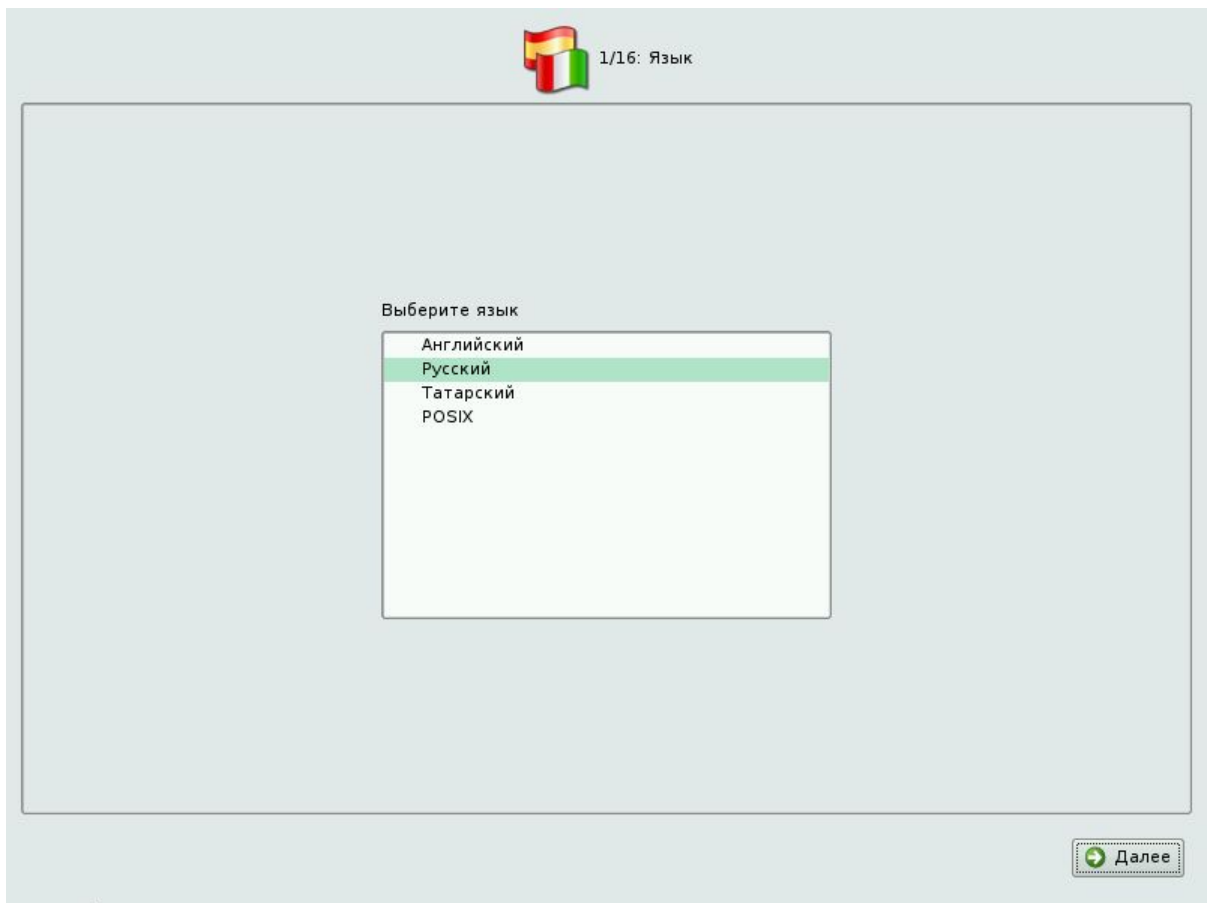 1/16: Язык
Выберите язык
Английский
Русский
Татарский
POSIX
Далее